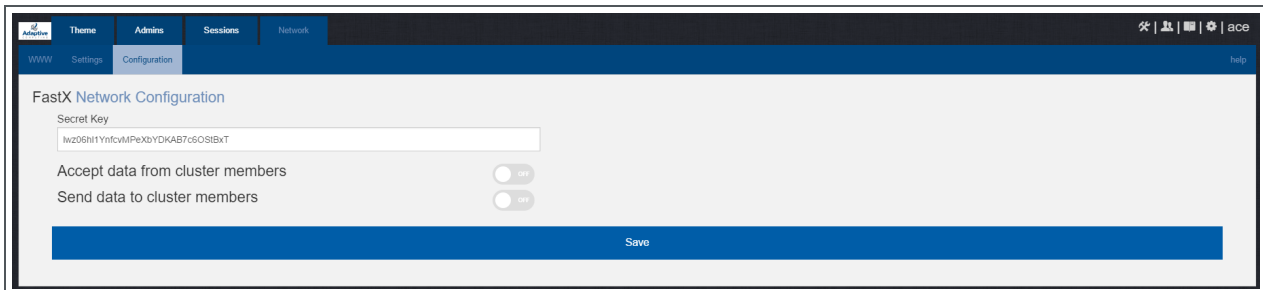 Adaptive
Theme Admins Sessions Network
| | | | ace
WWW Settings Configuration
help
FastX Network Configuration
Secret Key
Iwz06hI1YnfcvMPeXbYDKAB7c6OStBxT
Accept data from cluster members
OFF
Send data to cluster members
OFF
Save